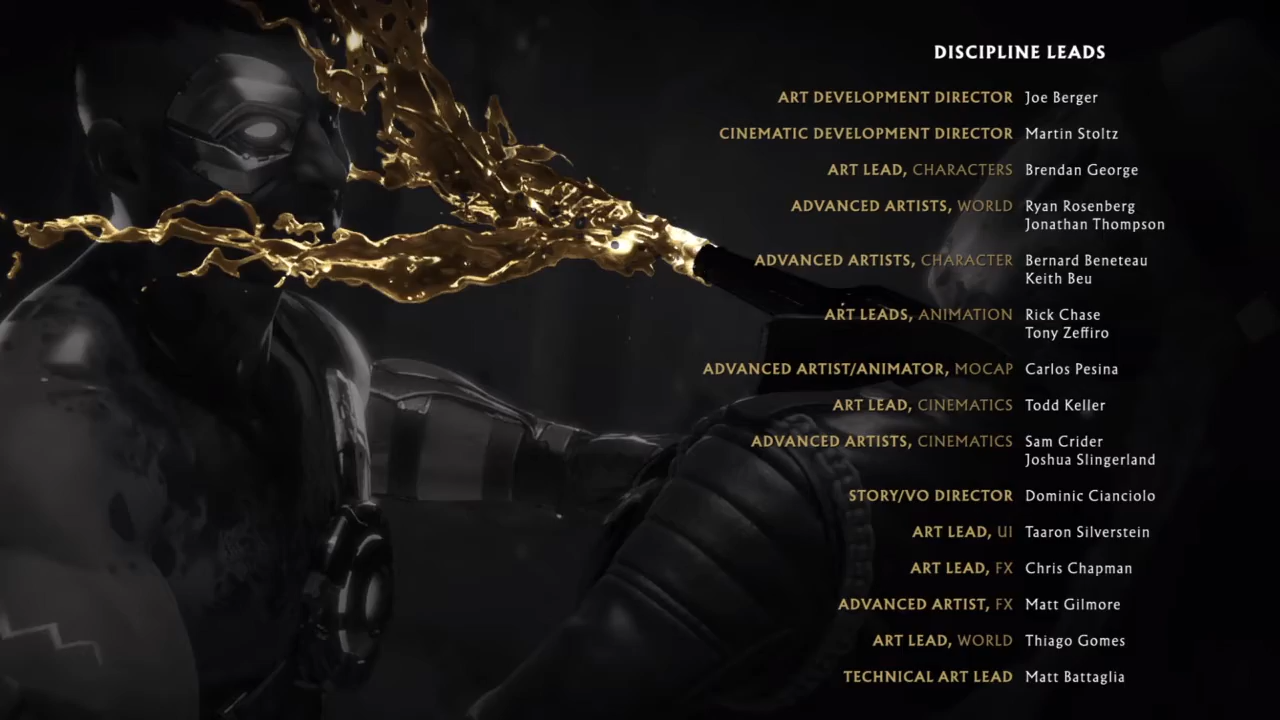 DISCIPLINE LEADS
ART DEVELOPMENT DIRECTOR Joe Berger
CINEMATIC DEVELOPMENT DIRECTOR Martin Stoltz
ART LEAD, CHARACTERS Brendan George
ADVANCED ARTISTS, WORLD Ryan Rosenberg
Jonathan Thompson
ADVANCED ARTISTS, CHARACTER Bernard Beneteau
Keith Beu
ART LEADS, ANIMATION Rick Chase
Tony Zeffiro
ADVANCED ARTIST/ANIMATOR, MOCAP Carlos Pesina
ART LEAD, CINEMATICS Todd Keller
ADVANCED ARTISTS, CINEMATICS Sam Crider
Joshua Slingerland
STORY/VO DIRECTOR Dominic Cianciolo
ART LEAD, UI Taaron Silverstein
ART LEAD, FX Chris Chapman
ADVANCED ARTIST, FX Matt Gilmore
ART LEAD, WORLD Thiago Gomes
TECHNICAL ART LEAD Matt Battaglia